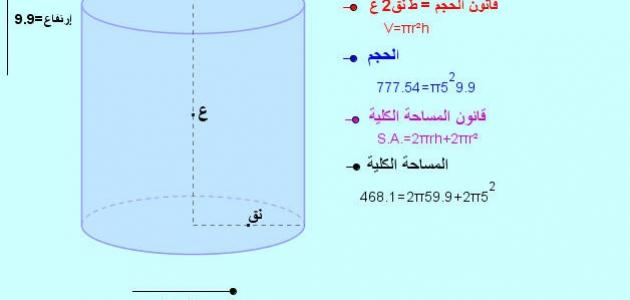 إرتفاع=9.9
قانون الحجم = ط نق2 ع
V=πr²h
الحجم
777.54=π5²9.9
قانون المساحة الكلية
S.A.=2πrh+2πr²
المساحة الكلية
468.1=2π59.9+2π5²
ع
نق